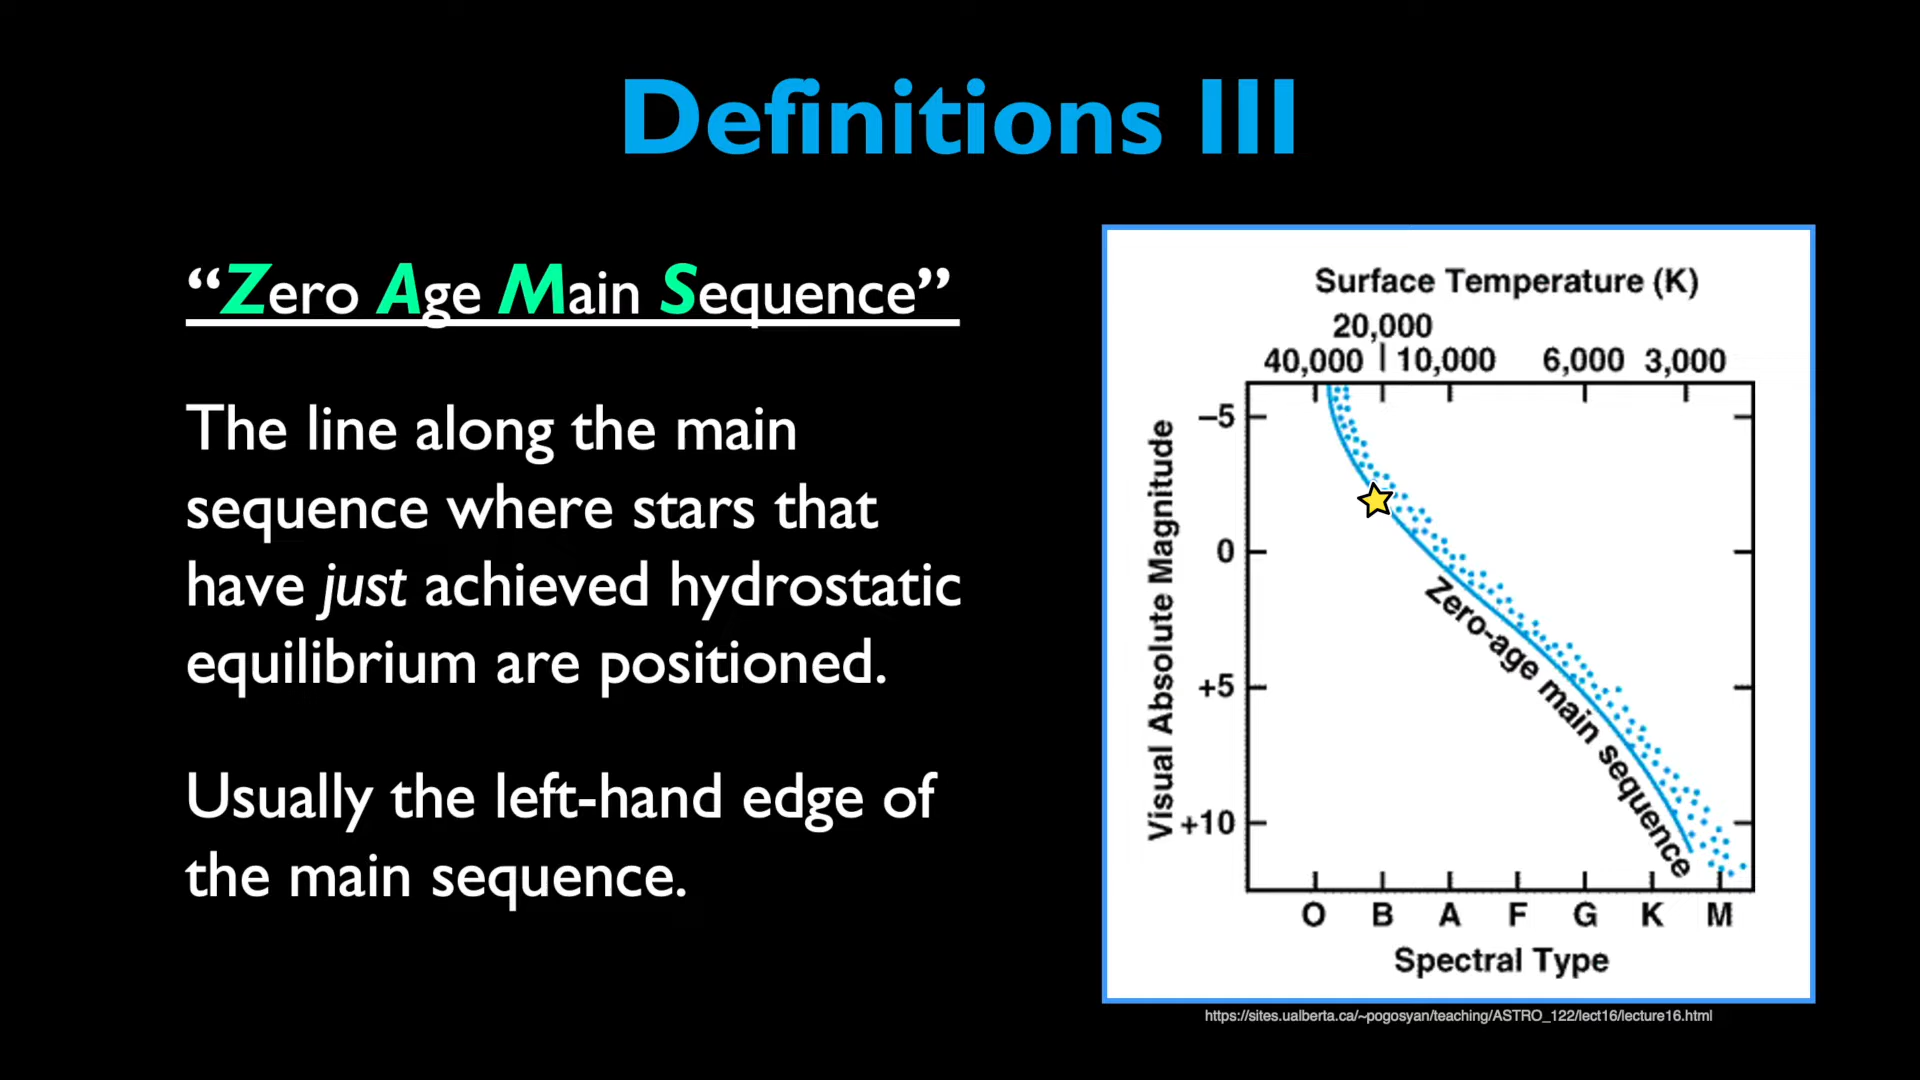 Definitions III
“Zero Age Main Sequence”
The line along the main
sequence where stars that
have just achieved hydrostatic
equilibrium are positioned.
Usually the left-hand edge of
the main sequence.
Surface Temperature (K)
20,000
40,000 10,000 6,000 3,000
Visual Absolute Magnitude
–5
0
+5
+10
Zero-age main sequence
O B A F G K M
Spectral Type
https://sites.ualberta.ca/~pogosyan/teaching/ASTRO_122/lect16/lecture16.html